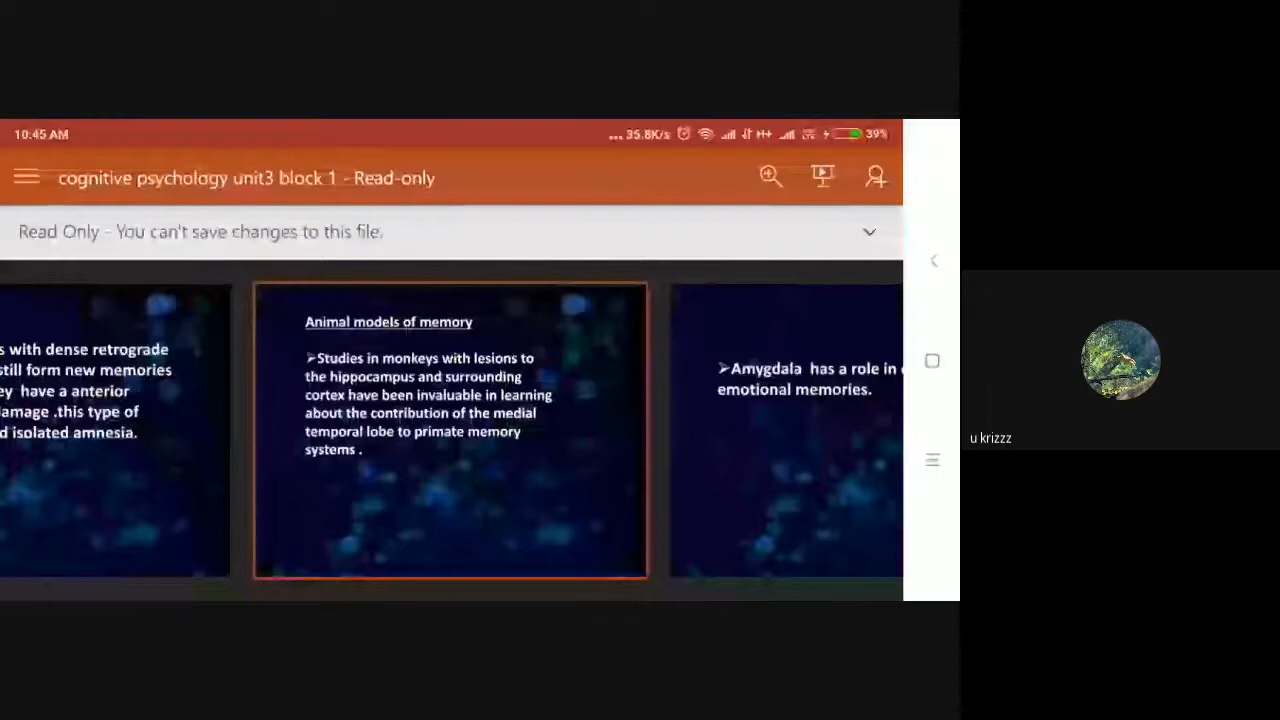 10:45 AM
... 35.8K/s
39%
cognitive psychology unit3 block 1 - Read-only
Read Only - You can't save changes to this file.
s with dense retrograde
still form new memories
ey have a anterior
amage .this type of
d isolated amnesia.
Animal models of memory
➢Studies in monkeys with lesions to
the hippocampus and surrounding
cortex have been invaluable in learning
about the contribution of the medial
temporal lobe to primate memory
systems .
➢Amygdala has a role in
emotional memories.
u krizzz